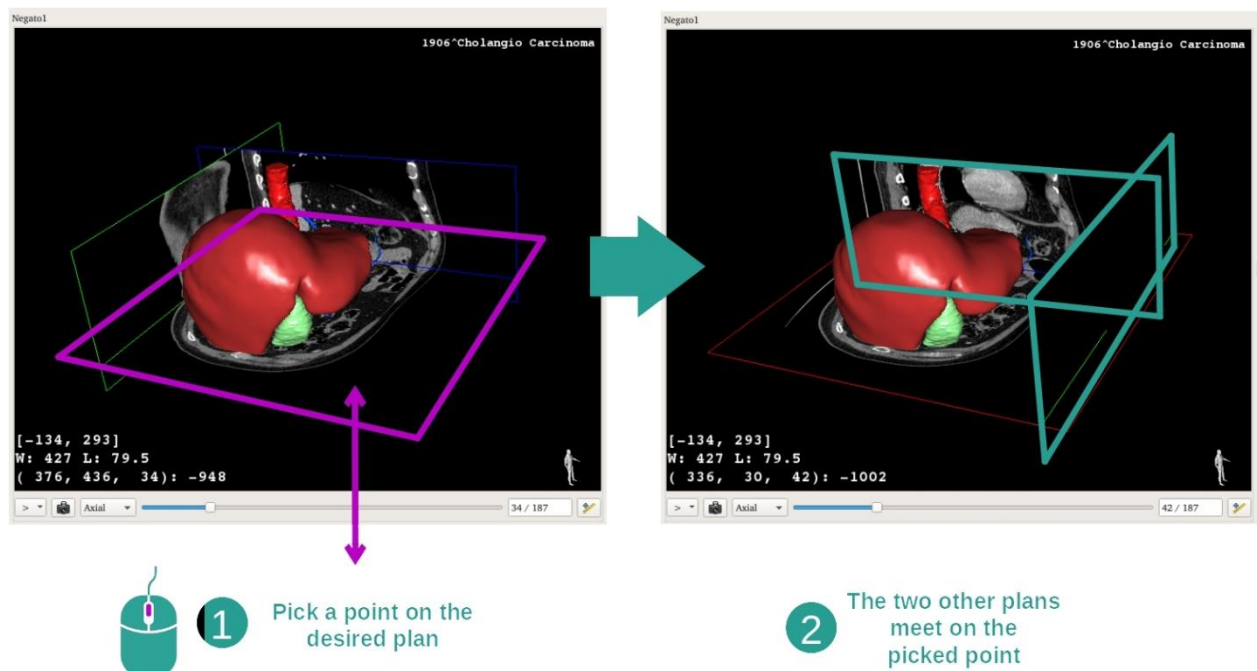 Negato1
1906^Cholangio Carcinoma
[-134, 293]
W: 427 L: 79.5
( 376, 436, 34): -948
> Axial 34 / 187
Negato1
1906^Cholangio Carcinoma
[-134, 293]
W: 427 L: 79.5
( 336, 30, 42): -1002
> Axial 42 / 187
1
Pick a point on the
desired plan
2
The two other plans
meet on the
picked point